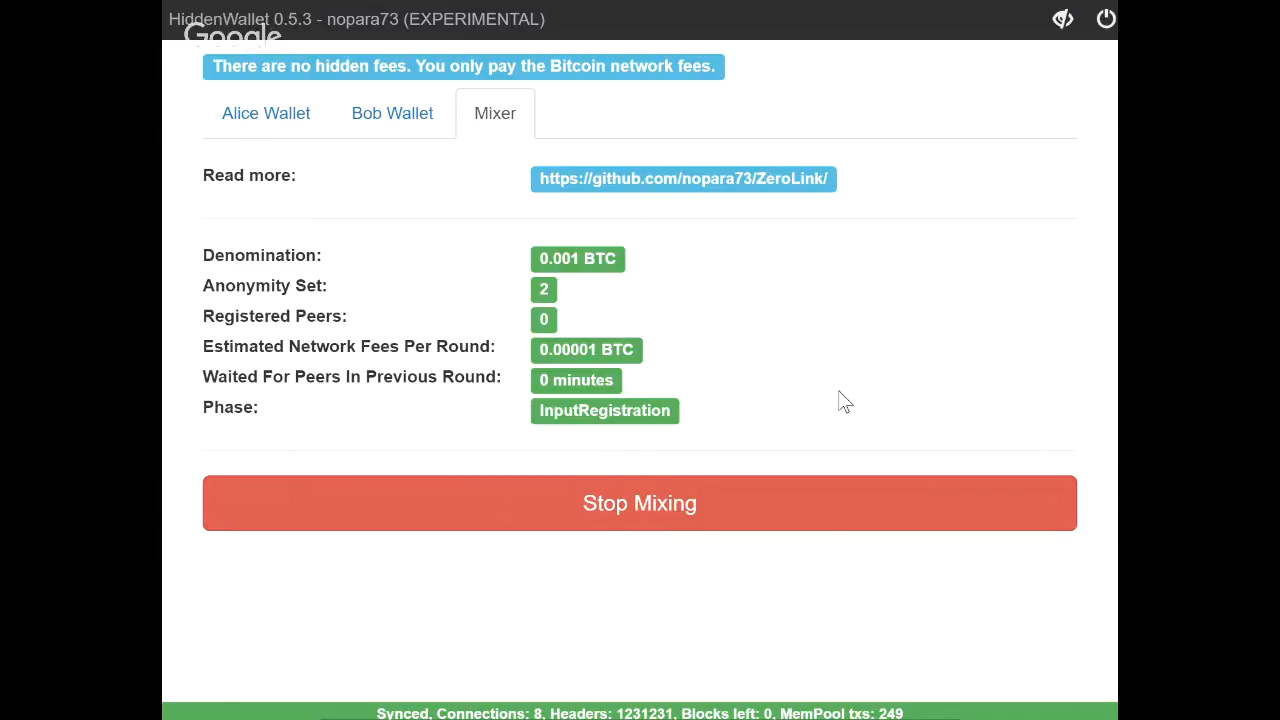 HiddenWallet 0.5.3 - nopara73 (EXPERIMENTAL)
Google
There are no hidden fees. You only pay the Bitcoin network fees.
Alice Wallet Bob Wallet Mixer
Read more: https://github.com/nopara73/ZeroLink/
Denomination: 0.001 BTC
Anonymity Set: 2
Registered Peers: 0
Estimated Network Fees Per Round: 0.00001 BTC
Waited For Peers In Previous Round: 0 minutes
Phase: InputRegistration
Stop Mixing
Synced, Connections: 8, Headers: 1231231, Blocks left: 0, MemPool txs: 249